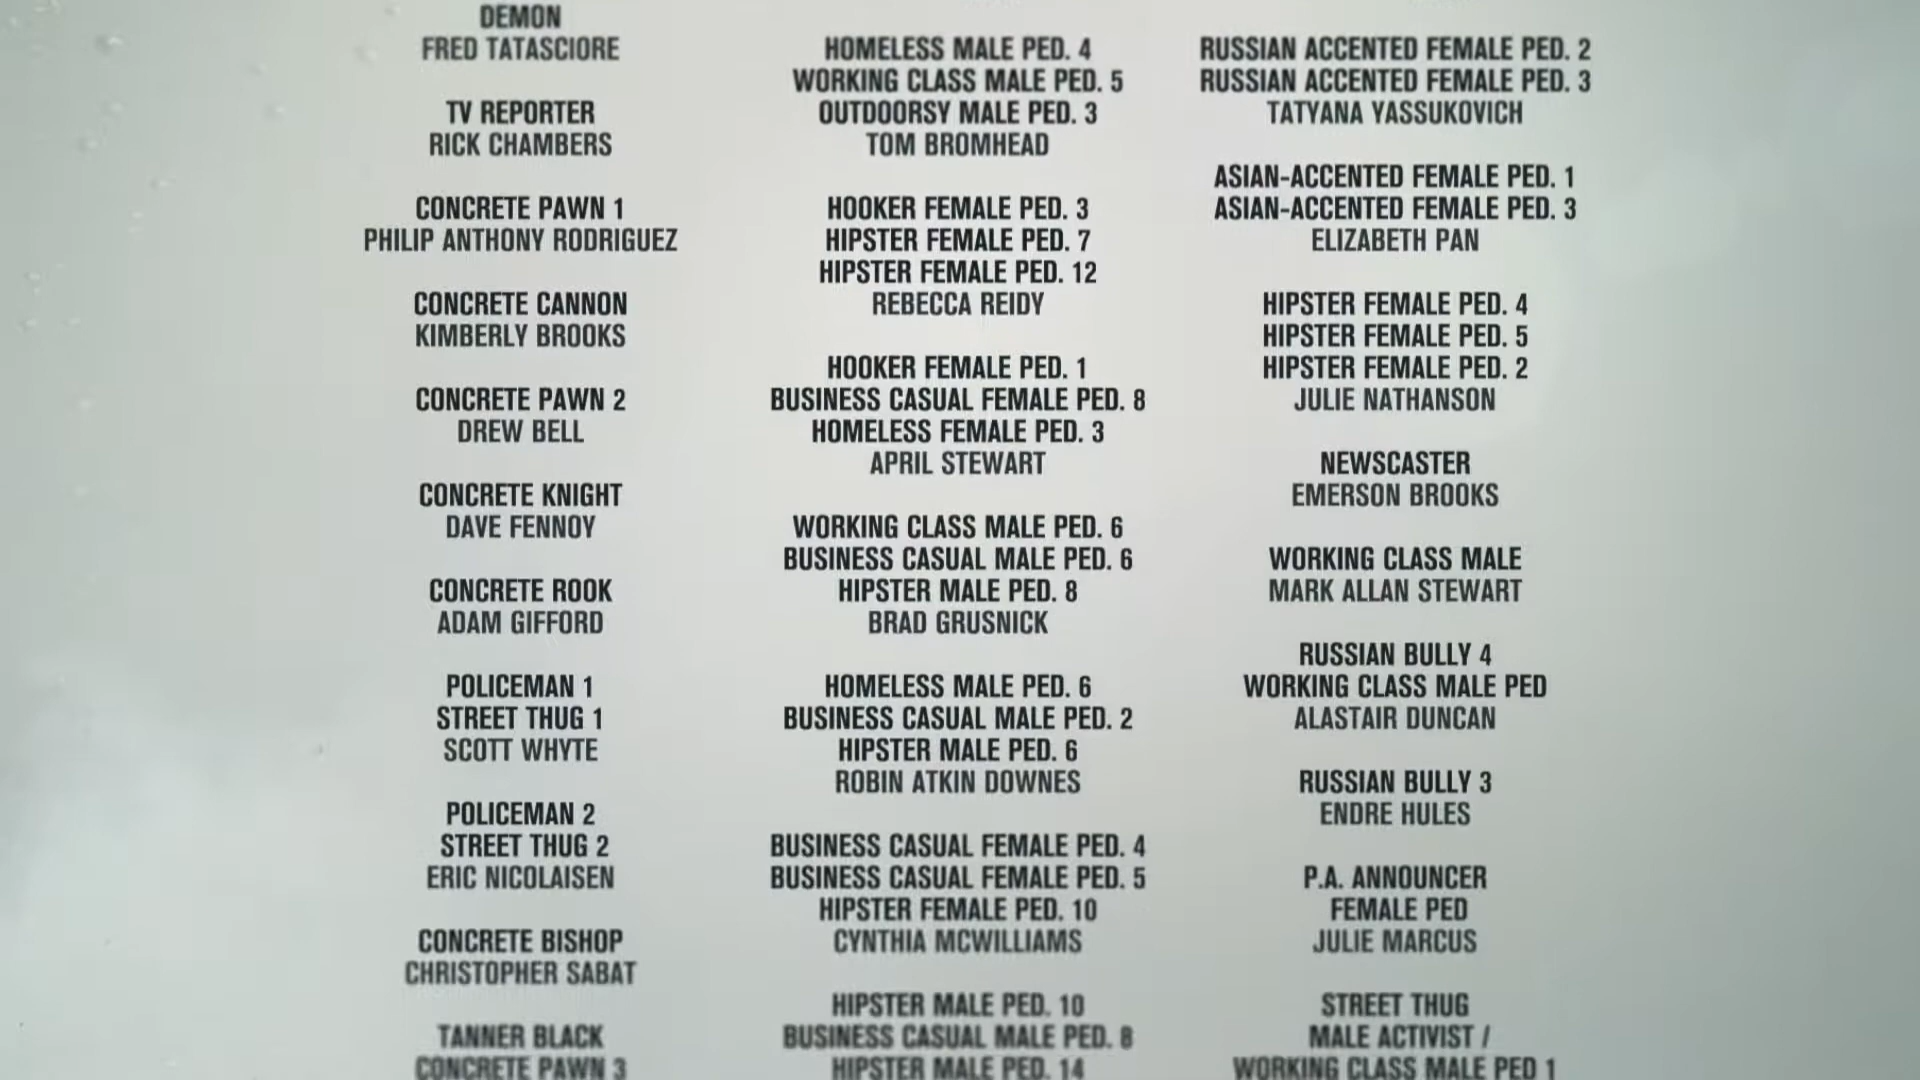 DEMON
FRED TATASCIORE
TV REPORTER
RICK CHAMBERS
CONCRETE PAWN 1
PHILIP ANTHONY RODRIGUEZ
CONCRETE CANNON
KIMBERLY BROOKS
CONCRETE PAWN 2
DREW BELL
CONCRETE KNIGHT
DAVE FENNOY
CONCRETE ROOK
ADAM GIFFORD
POLICEMAN 1
STREET THUG 1
SCOTT WHYTE
POLICEMAN 2
STREET THUG 2
ERIC NICOLAISEN
CONCRETE BISHOP
CHRISTOPHER SABAT
TANNER BLACK
CONCRETE PAWN 3
HOMELESS MALE PED. 4
WORKING CLASS MALE PED. 5
OUTDOORSY MALE PED. 3
TOM BROMHEAD
HOOKER FEMALE PED. 3
HIPSTER FEMALE PED. 7
HIPSTER FEMALE PED. 12
REBECCA REIDY
HOOKER FEMALE PED. 1
BUSINESS CASUAL FEMALE PED. 8
HOMELESS FEMALE PED. 3
APRIL STEWART
WORKING CLASS MALE PED. 6
BUSINESS CASUAL MALE PED. 6
HIPSTER MALE PED. 8
BRAD GRUSNICK
HOMELESS MALE PED. 6
BUSINESS CASUAL MALE PED. 2
HIPSTER MALE PED. 6
ROBIN ATKIN DOWNES
BUSINESS CASUAL FEMALE PED. 4
BUSINESS CASUAL FEMALE PED. 5
HIPSTER FEMALE PED. 10
CYNTHIA MCWILLIAMS
HIPSTER MALE PED. 10
BUSINESS CASUAL MALE PED. 8
HIPSTER MALE PED. 14
RUSSIAN ACCENTED FEMALE PED. 2
RUSSIAN ACCENTED FEMALE PED. 3
TATYANA YASSUKOVICH
ASIAN-ACCENTED FEMALE PED. 1
ASIAN-ACCENTED FEMALE PED. 3
ELIZABETH PAN
HIPSTER FEMALE PED. 4
HIPSTER FEMALE PED. 5
HIPSTER FEMALE PED. 2
JULIE NATHANSON
NEWSCASTER
EMERSON BROOKS
WORKING CLASS MALE
MARK ALLAN STEWART
RUSSIAN BULLY 4
WORKING CLASS MALE PED
ALASTAIR DUNCAN
RUSSIAN BULLY 3
ENDRE HULES
P.A. ANNOUNCER
FEMALE PED
JULIE MARCUS
STREET THUG
MALE ACTIVIST /
WORKING CLASS MALE PED 1